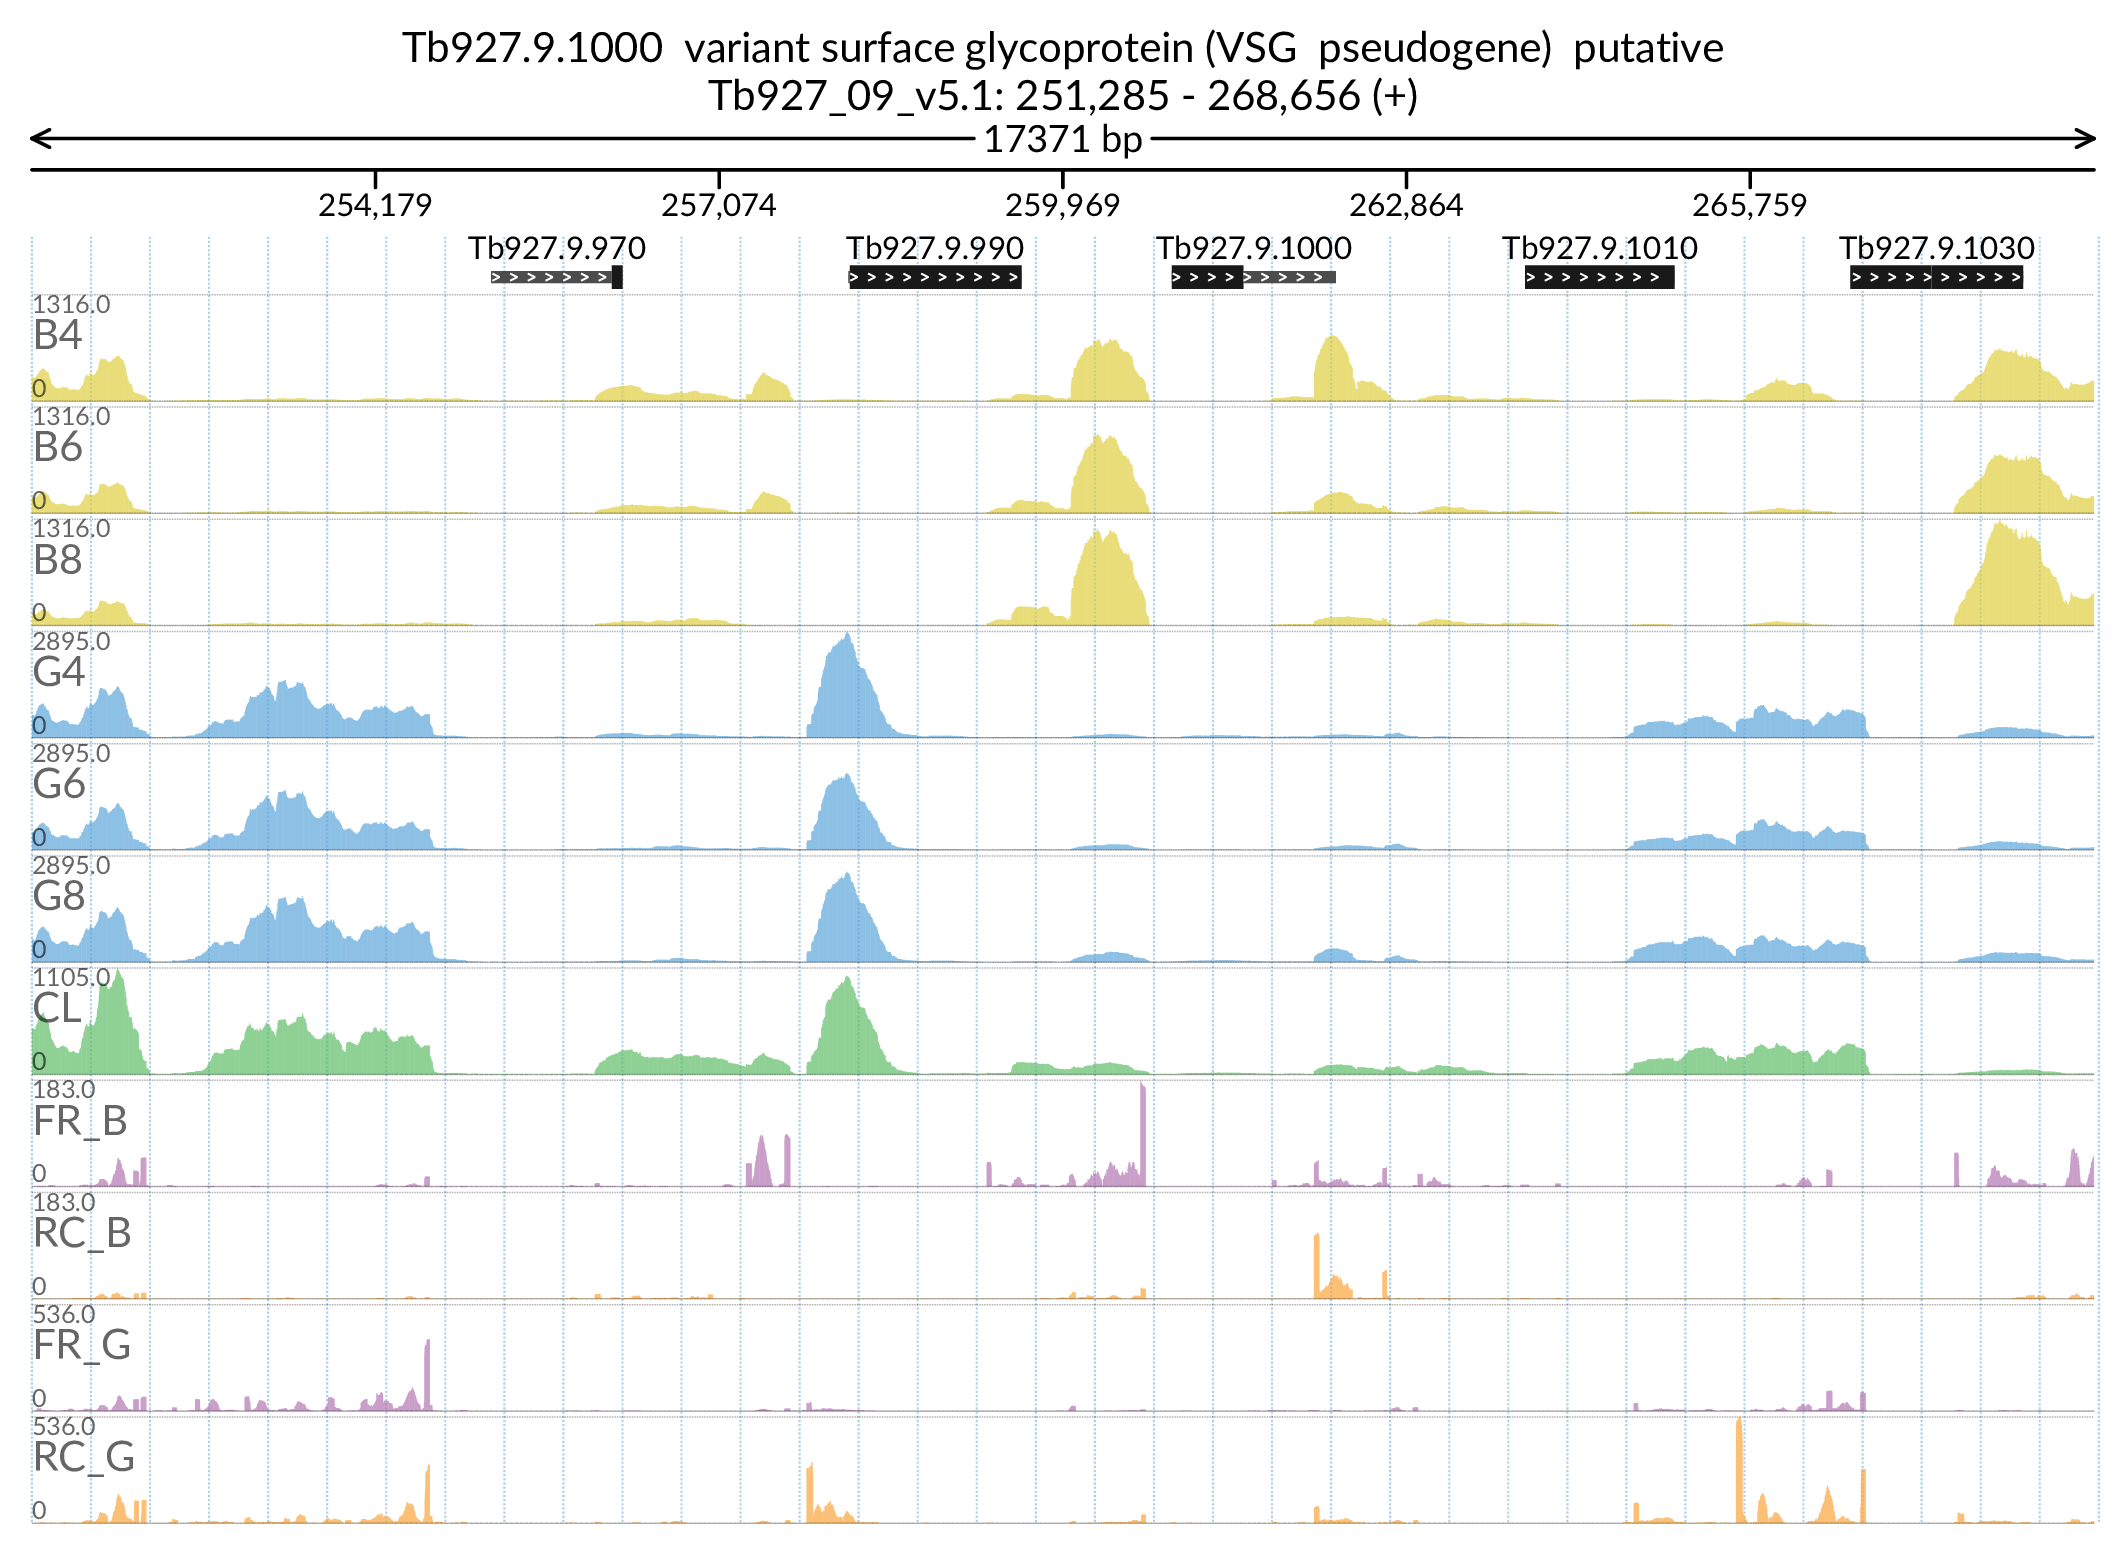 Tb927.9.1000 variant surface glycoprotein (VSG pseudogene) putative
Tb927_09_v5.1: 251,285 - 268,656 (+)
17371 bp
254,179 257,074 259,969 262,864 265,759
Tb927.9.970 Tb927.9.990 Tb927.9.1000 Tb927.9.1010 Tb927.9.1030
1316.0
B4
0
1316.0
B6
0
1316.0
B8
0
2895.0
G4
0
2895.0
G6
0
2895.0
G8
0
1105.0
CL
0
183.0
FR_B
0
183.0
RC_B
0
536.0
FR_G
0
536.0
RC_G
0